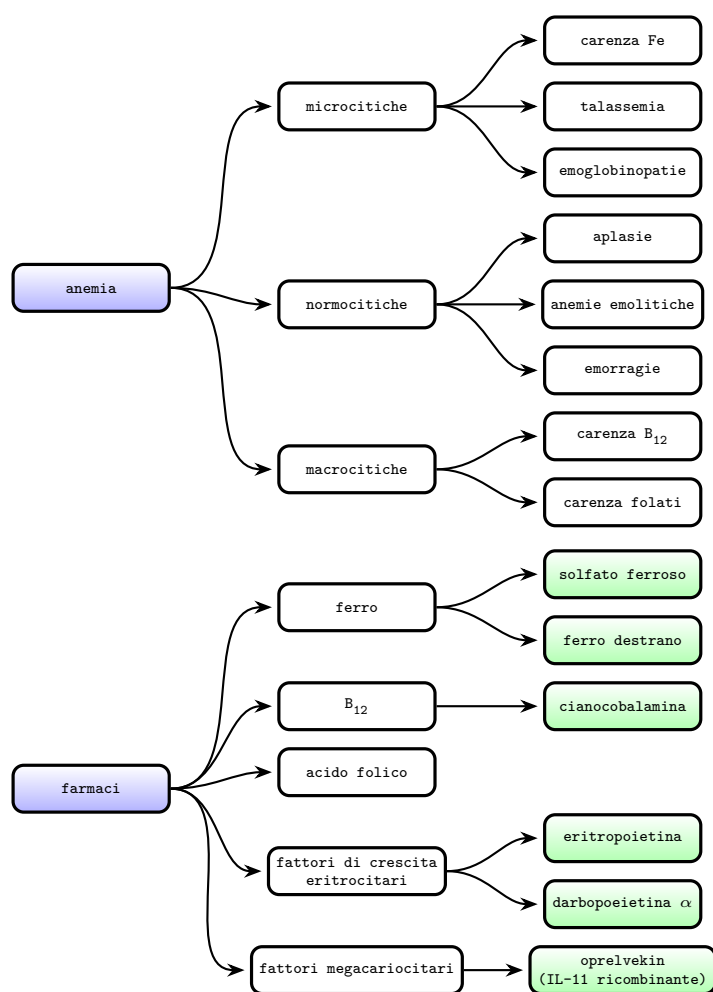 carenza Fe
microcitiche
talassemia
emoglobinopatie
aplasie
anemia
normocitiche
anemie emolitiche
emorragie
carenza B12
macrocitiche
carenza folati
solfato ferroso
ferro
ferro destrano
B12
cianocobalamina
acido folico
farmaci
eritropoietina
fattori di crescita
eritrocitari
darbopoeietina α
fattori megacariocitari
oprelvekin
(IL-11 ricombinante)